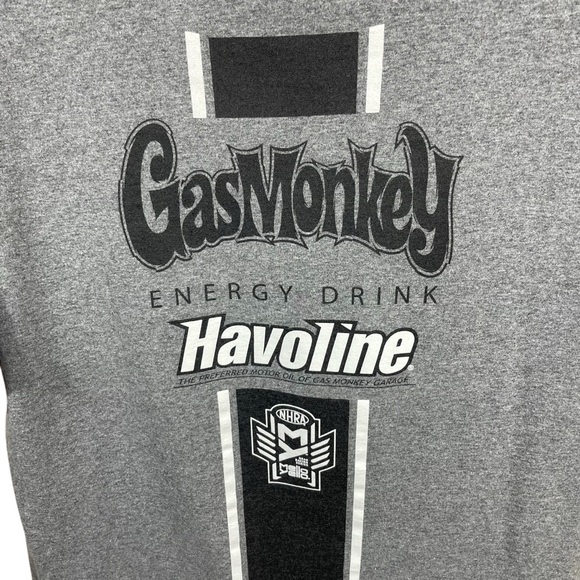 GasMonkey
ENERGY DRINK
Havoline
THE PREFERRED MOTOR OIL OF GAS MONKEY GARAGE
NHRA